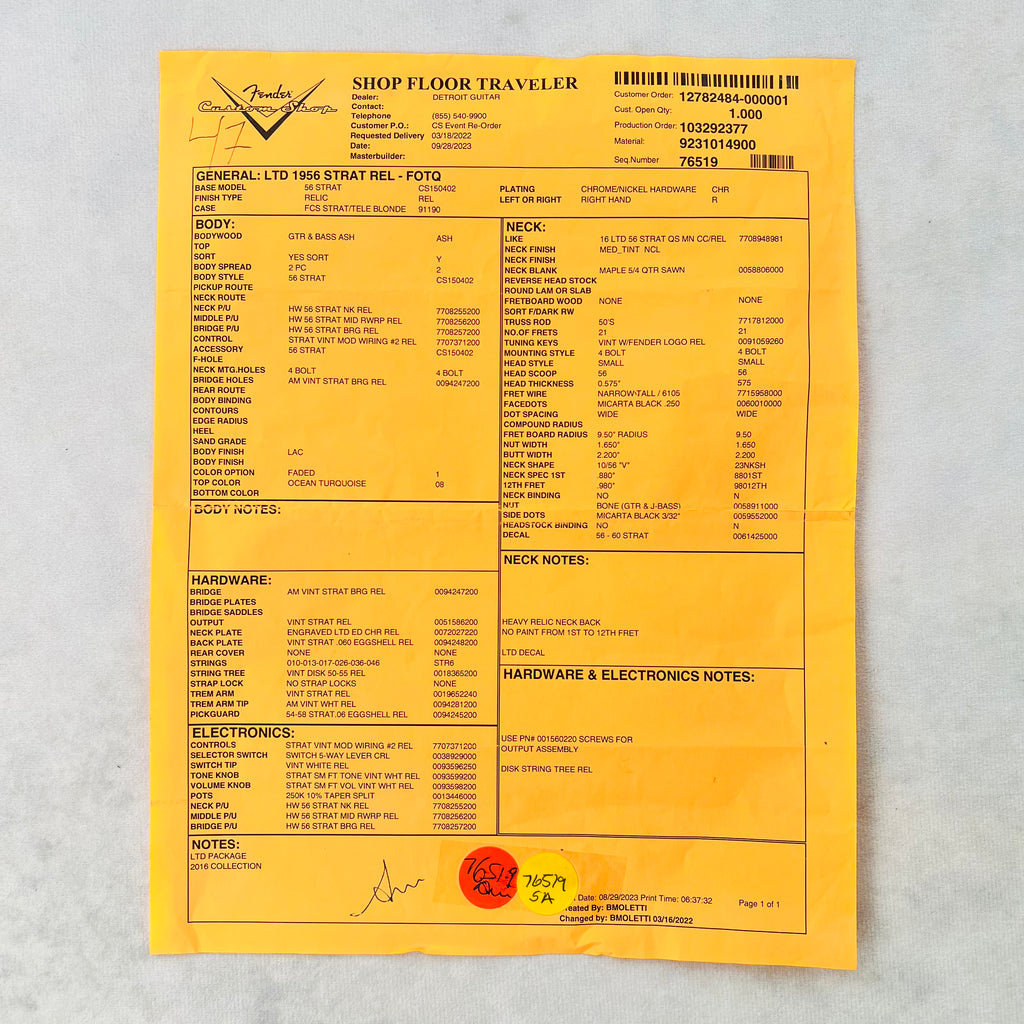 Fender
Custom Shop
47
SHOP FLOOR TRAVELER
Dealer: DETROIT GUITAR
Contact:
Telephone (855) 540-9900
Customer P.O.: CS Event Re-Order
Requested Delivery 03/18/2022
Date: 09/28/2023
Masterbuilder:
Customer Order: 12782484-000001
Cust. Open Qty: 1.000
Production Order: 103292377
Material: 9231014900
Seq.Number 76519
GENERAL: LTD 1956 STRAT REL - FOTQ
BASE MODEL 56 STRAT CS150402 PLATING CHROME/NICKEL HARDWARE CHR
FINISH TYPE RELIC REL LEFT OR RIGHT RIGHT HAND R
CASE FCS STRAT/TELE BLONDE 91190
BODY:
BODYWOOD GTR & BASS ASH ASH
TOP
SORT YES SORT Y
BODY SPREAD 2 PC 2
BODY STYLE 56 STRAT CS150402
PICKUP ROUTE
NECK ROUTE
NECK P/U HW 56 STRAT NK REL 7708255200
MIDDLE P/U HW 56 STRAT MID RWRP REL 7708256200
BRIDGE P/U HW 56 STRAT BRG REL 7708257200
CONTROL STRAT VINT MOD WIRING #2 REL 7707371200
ACCESSORY 56 STRAT CS150402
F-HOLE
NECK MTG.HOLES 4 BOLT 4 BOLT
BRIDGE HOLES AM VINT STRAT BRG REL 0094247200
REAR ROUTE
BODY BINDING
CONTOURS
EDGE RADIUS
HEEL
SAND GRADE
BODY FINISH LAC
BODY FINISH
COLOR OPTION FADED 1
TOP COLOR OCEAN TURQUOISE 08
BOTTOM COLOR
BODY NOTES:
HARDWARE:
BRIDGE AM VINT STRAT BRG REL 0094247200
BRIDGE PLATES
BRIDGE SADDLES
OUTPUT VINT STRAT REL 0051586200
NECK PLATE ENGRAVED LTD ED CHR REL 0072027220
BACK PLATE VINT STRAT .060 EGGSHELL REL 0094248200
REAR COVER NONE NONE
STRINGS 010-013-017-026-036-046 STR6
STRING TREE VINT DISK 50-55 REL 0018365200
STRAP LOCK NO STRAP LOCKS NONE
TREM ARM VINT STRAT REL 0019652240
TREM ARM TIP AM VINT WHT REL 0094281200
PICKGUARD 54-58 STRAT.06 EGGSHELL REL 0094245200
ELECTRONICS:
CONTROLS STRAT VINT MOD WIRING #2 REL 7707371200
SELECTOR SWITCH SWITCH 5-WAY LEVER CRL 0038929000
SWITCH TIP VINT WHITE REL 0093596250
TONE KNOB STRAT SM FT TONE VINT WHT REL 0093599200
VOLUME KNOB STRAT SM FT VOL VINT WHT REL 0093598200
POTS 250K 10% TAPER SPLIT 0013446000
NECK P/U HW 56 STRAT NK REL 7708255200
MIDDLE P/U HW 56 STRAT MID RWRP REL 7708256200
BRIDGE P/U HW 56 STRAT BRG REL 7708257200
NECK:
LIKE 16 LTD 56 STRAT QS MN CC/REL 7708948981
NECK FINISH MED_TINT NCL
NECK FINISH
NECK BLANK MAPLE 5/4 QTR SAWN 0058806000
REVERSE HEAD STOCK
ROUND LAM OR SLAB
FRETBOARD WOOD NONE NONE
SORT F/DARK RW
TRUSS ROD 50'S 7717812000
NO.OF FRETS 21 21
TUNING KEYS VINT W/FENDER LOGO REL 0091059260
MOUNTING STYLE 4 BOLT 4 BOLT
HEAD STYLE SMALL SMALL
HEAD SCOOP 56 56
HEAD THICKNESS 0.575" 575
FRET WIRE NARROW-TALL / 6105 7715958000
FACEDOTS MICARTA BLACK .250 0060010000
DOT SPACING WIDE WIDE
COMPOUND RADIUS
FRET BOARD RADIUS 9.50" RADIUS 9.50
NUT WIDTH 1.650" 1.650
BUTT WIDTH 2.200" 2.200
NECK SHAPE 10/56 "V" 23NKSH
NECK SPEC 1ST .880" 8801ST
12TH FRET .980" 98012TH
NECK BINDING NO N
NUT BONE (GTR & J-BASS) 0058911000
SIDE DOTS MICARTA BLACK 3/32" 0059552000
HEADSTOCK BINDING NO N
DECAL 56 - 60 STRAT 0061425000
NECK NOTES:
HEAVY RELIC NECK BACK
NO PAINT FROM 1ST TO 12TH FRET
LTD DECAL
HARDWARE & ELECTRONICS NOTES:
USE PN# 001560220 SCREWS FOR
OUTPUT ASSEMBLY
DISK STRING TREE REL
NOTES:
LTD PACKAGE
2016 COLLECTION
76519
76519
SA
Date: 08/29/2023 Print Time: 06:37:32
eated By: BMOLETTI
Changed by: BMOLETTI 03/16/2022
Page 1 of 1